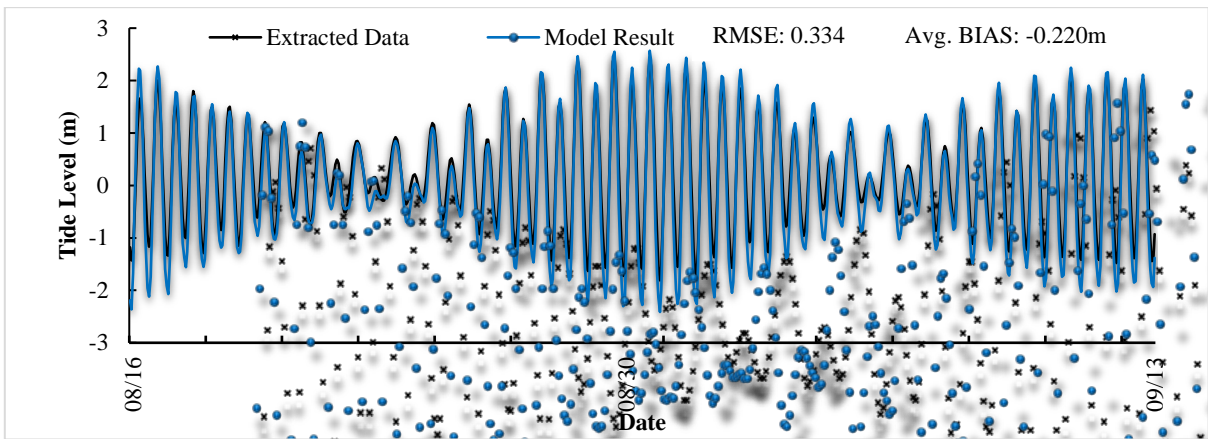 Extracted Data Model Result RMSE: 0.334 Avg. BIAS: -0.220m
3
2
1
0
-1
-2
-3
Tide Level (m)
08/16 08/30 09/13
Date